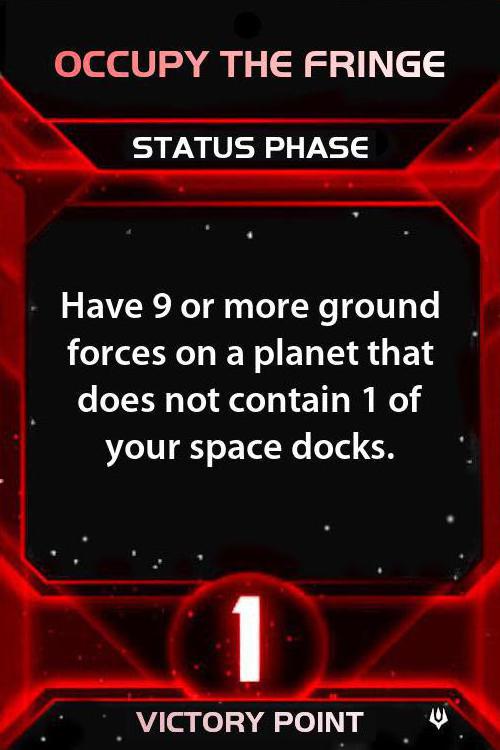 OCCUPY THE FRINGE
STATUS PHASE
Have 9 or more ground
forces on a planet that
does not contain 1 of
your space docks.
1
VICTORY POINT